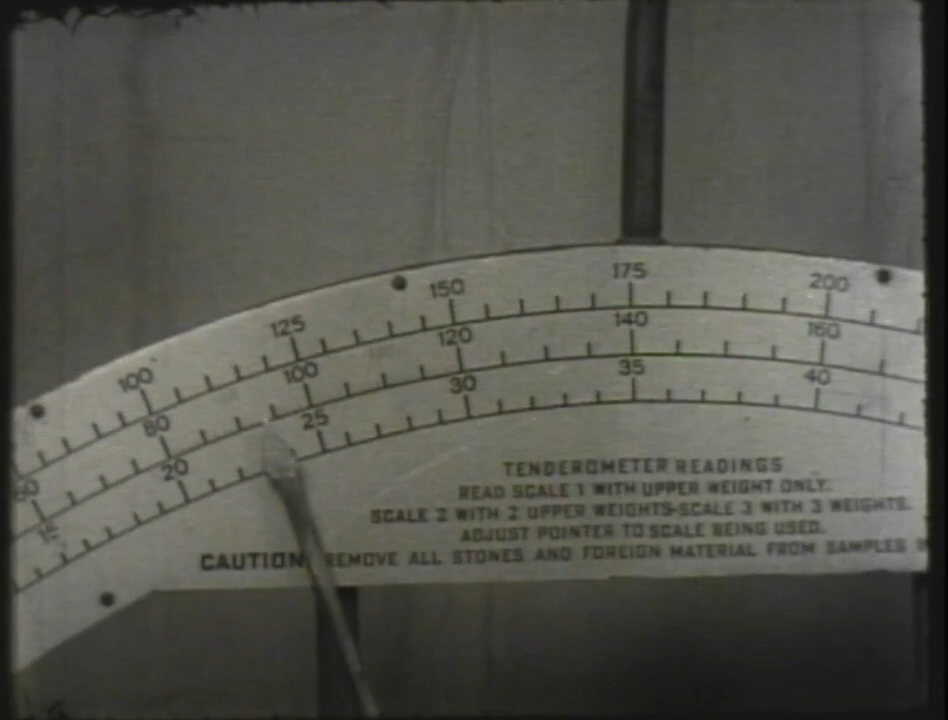 100 125 150 175 200
60 80 100 120 140 160
15 20 25 30 35 40
TENDEROMETER READINGS
READ SCALE 1 WITH UPPER WEIGHT ONLY.
SCALE 2 WITH 2 UPPER WEIGHTS-SCALE 3 WITH 3 WEIGHTS.
ADJUST POINTER TO SCALE BEING USED.
CAUTION REMOVE ALL STONES AND FOREIGN MATERIAL FROM SAMPLES